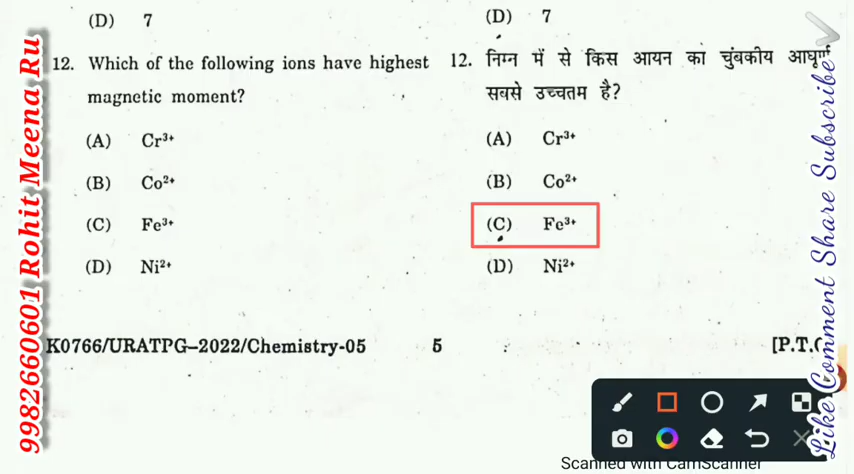 (D) 7
12. Which of the following ions have highest
magnetic moment?
(A) Cr³⁺
(B) Co²⁺
(C) Fe³⁺
(D) Ni²⁺
(D) 7
12. निम्न में से किस आयन का चुंबकीय आघूर्ण
सबसे उच्चतम है?
(A) Cr³⁺
(B) Co²⁺
(C) Fe³⁺
(D) Ni²⁺
K0766/URATPG–2022/Chemistry-05
5
[P.T.
9982660601 Rohit Meena Ru
Like Comment Share Subscribe
Scanned with CamScanner